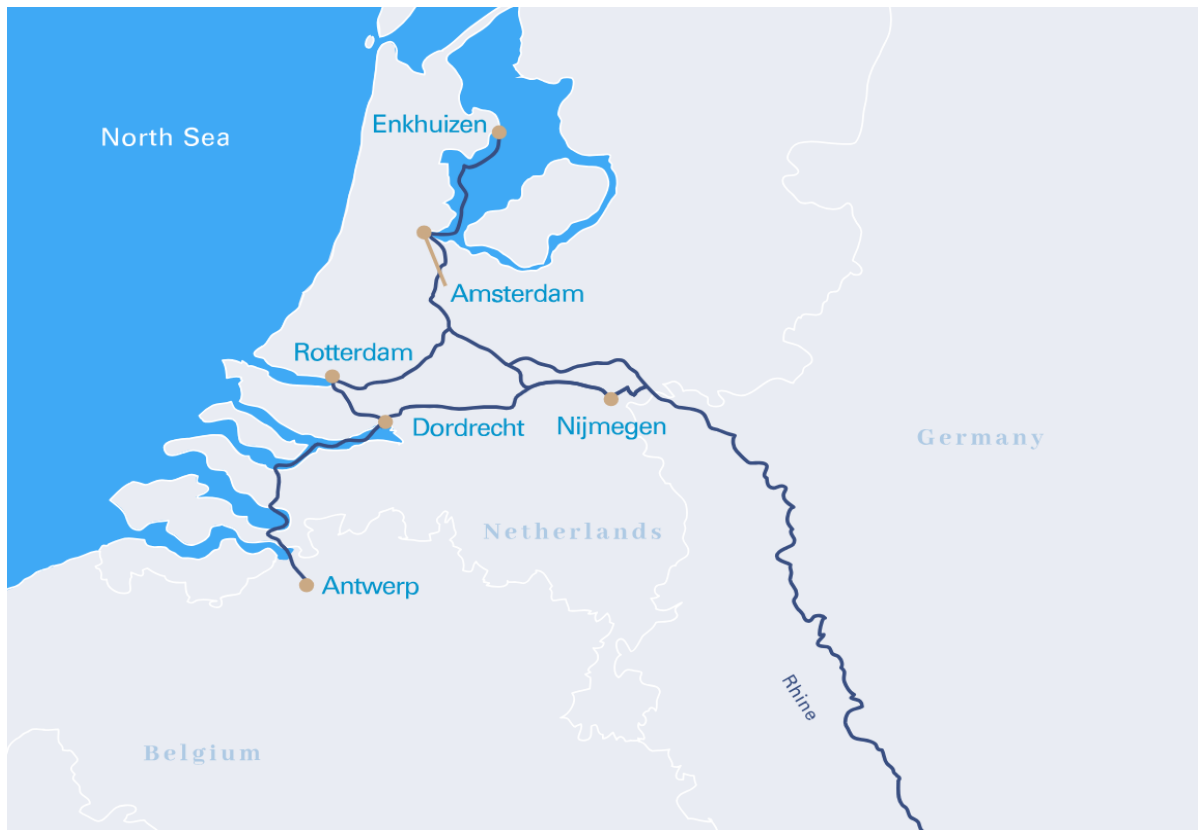 Enkhuizen
North Sea
Amsterdam
Rotterdam
Dordrecht
Nijmegen
Germany
Netherlands
Antwerp
Rhine
Belgium